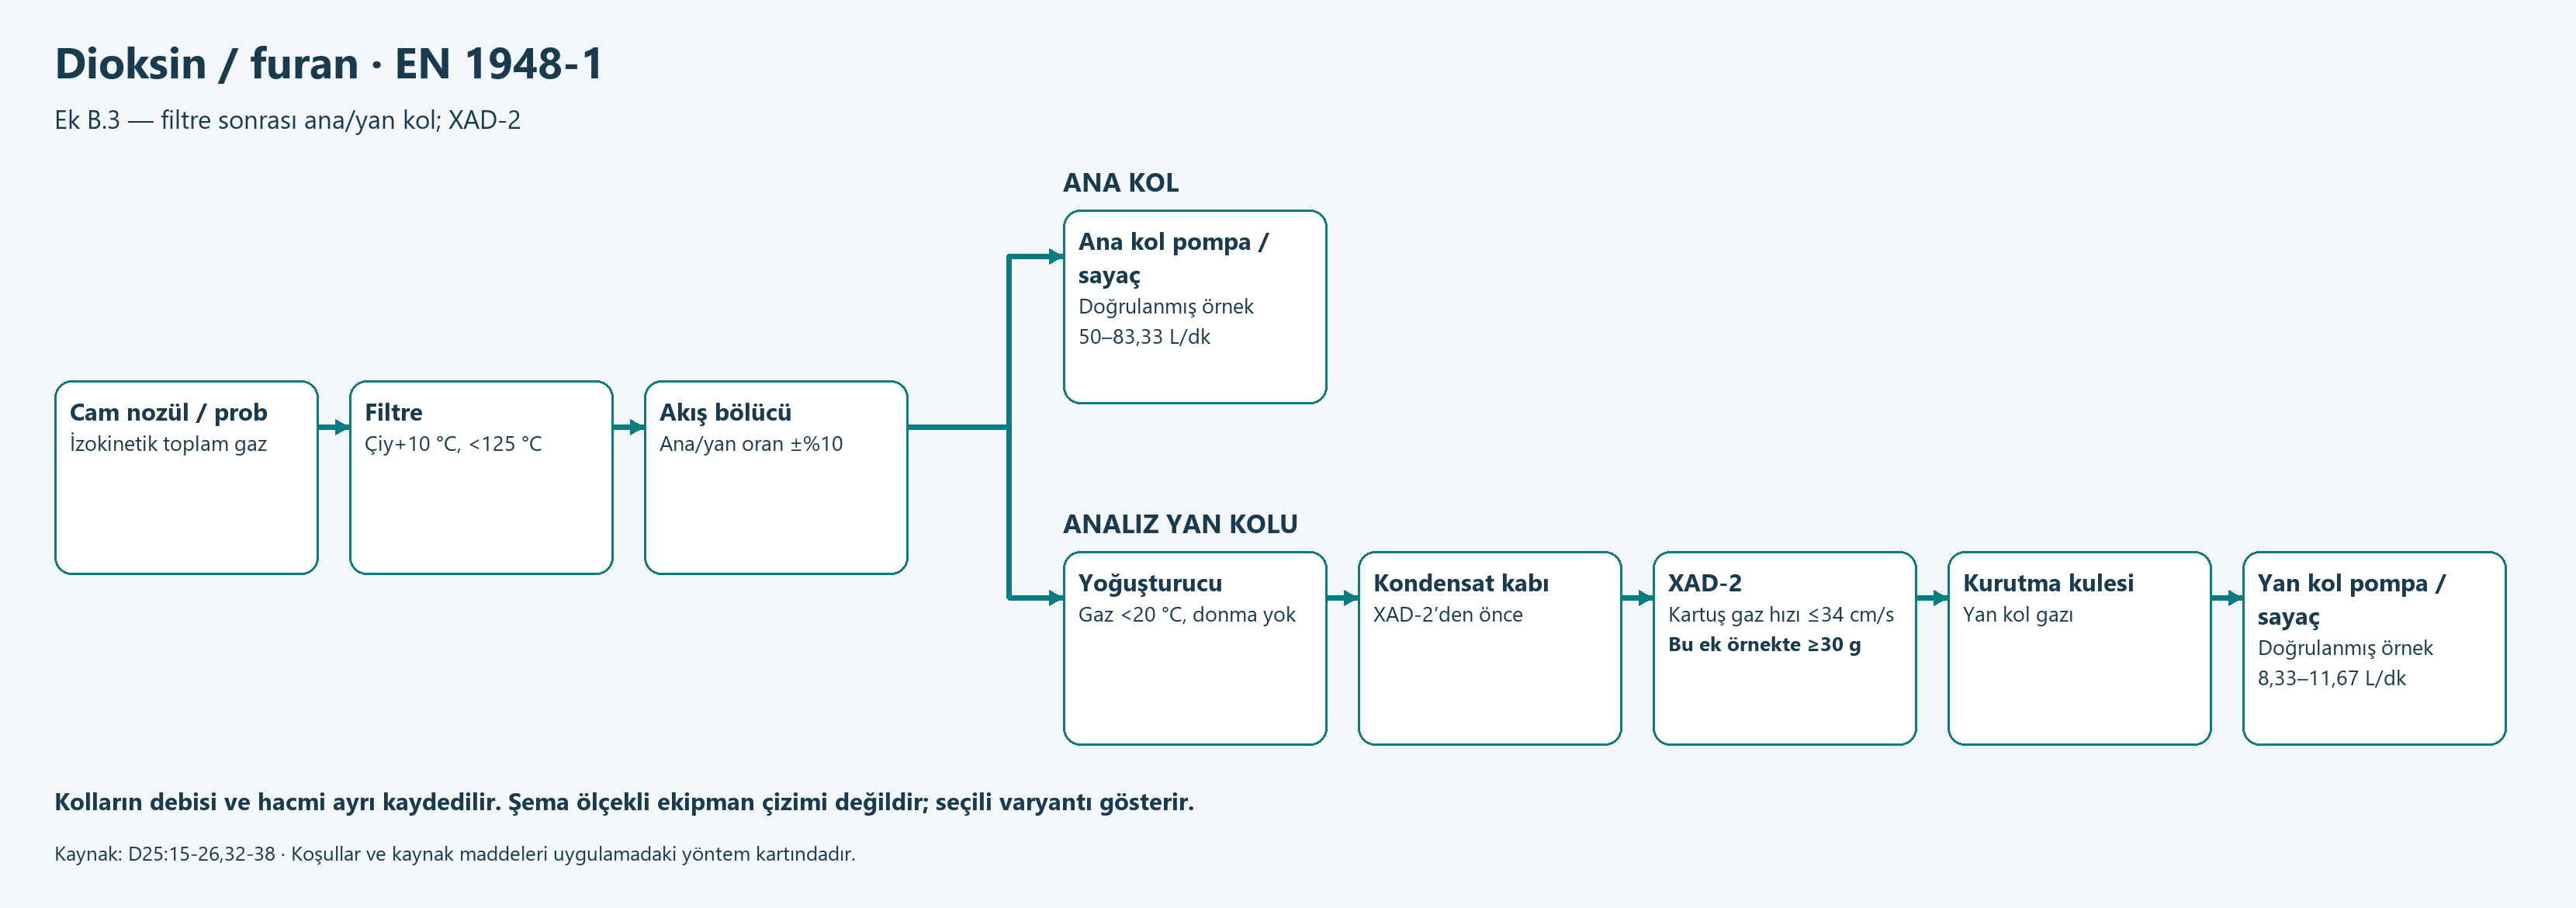 Dioksin / furan · EN 1948-1
Ek B.3 — filtre sonrası ana/yan kol; XAD-2
ANA KOL
Ana kol pompa /
sayaç
Doğrulanmış örnek
50–83,33 L/dk
Cam nozül / prob
İzokinetik toplam gaz
Filtre
Çiy+10 °C, <125 °C
Akış bölücü
Ana/yan oran ±%10
ANALIZ YAN KOLU
Yoğuşturucu
Gaz <20 °C, donma yok
Kondensat kabı
XAD-2’den önce
XAD-2
Kartuş gaz hızı ≤34 cm/s
Bu ek örnekte ≥30 g
Kurutma kulesi
Yan kol gazı
Yan kol pompa /
sayaç
Doğrulanmış örnek
8,33–11,67 L/dk
Kolların debisi ve hacmi ayrı kaydedilir. Şema ölçekli ekipman çizimi değildir; seçili varyantı gösterir.
Kaynak: D25:15-26,32-38 · Koşullar ve kaynak maddeleri uygulamadaki yöntem kartındadır.